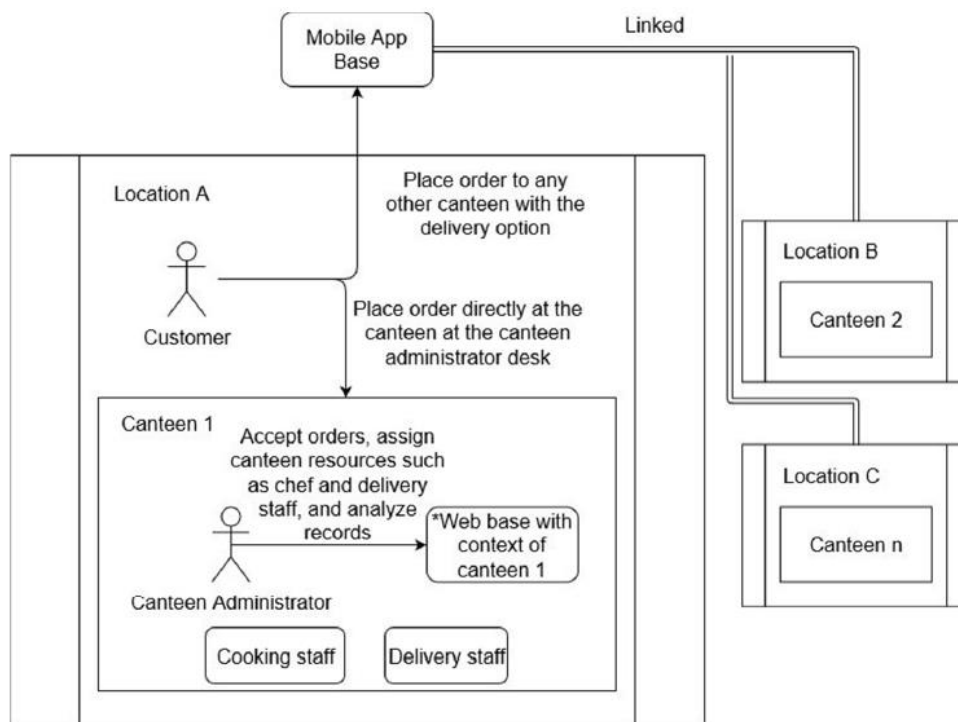 Mobile App
Base
Linked
Location A
Place order to any
other canteen with the
delivery option
Customer
Place order directly at the
canteen at the canteen
administrator desk
Location B
Canteen 2
Canteen 1
Accept orders, assign
canteen resources such
as chef and delivery
staff, and analyze
records
*Web base with
context of
canteen 1
Canteen Administrator
Cooking staff
Delivery staff
Location C
Canteen n